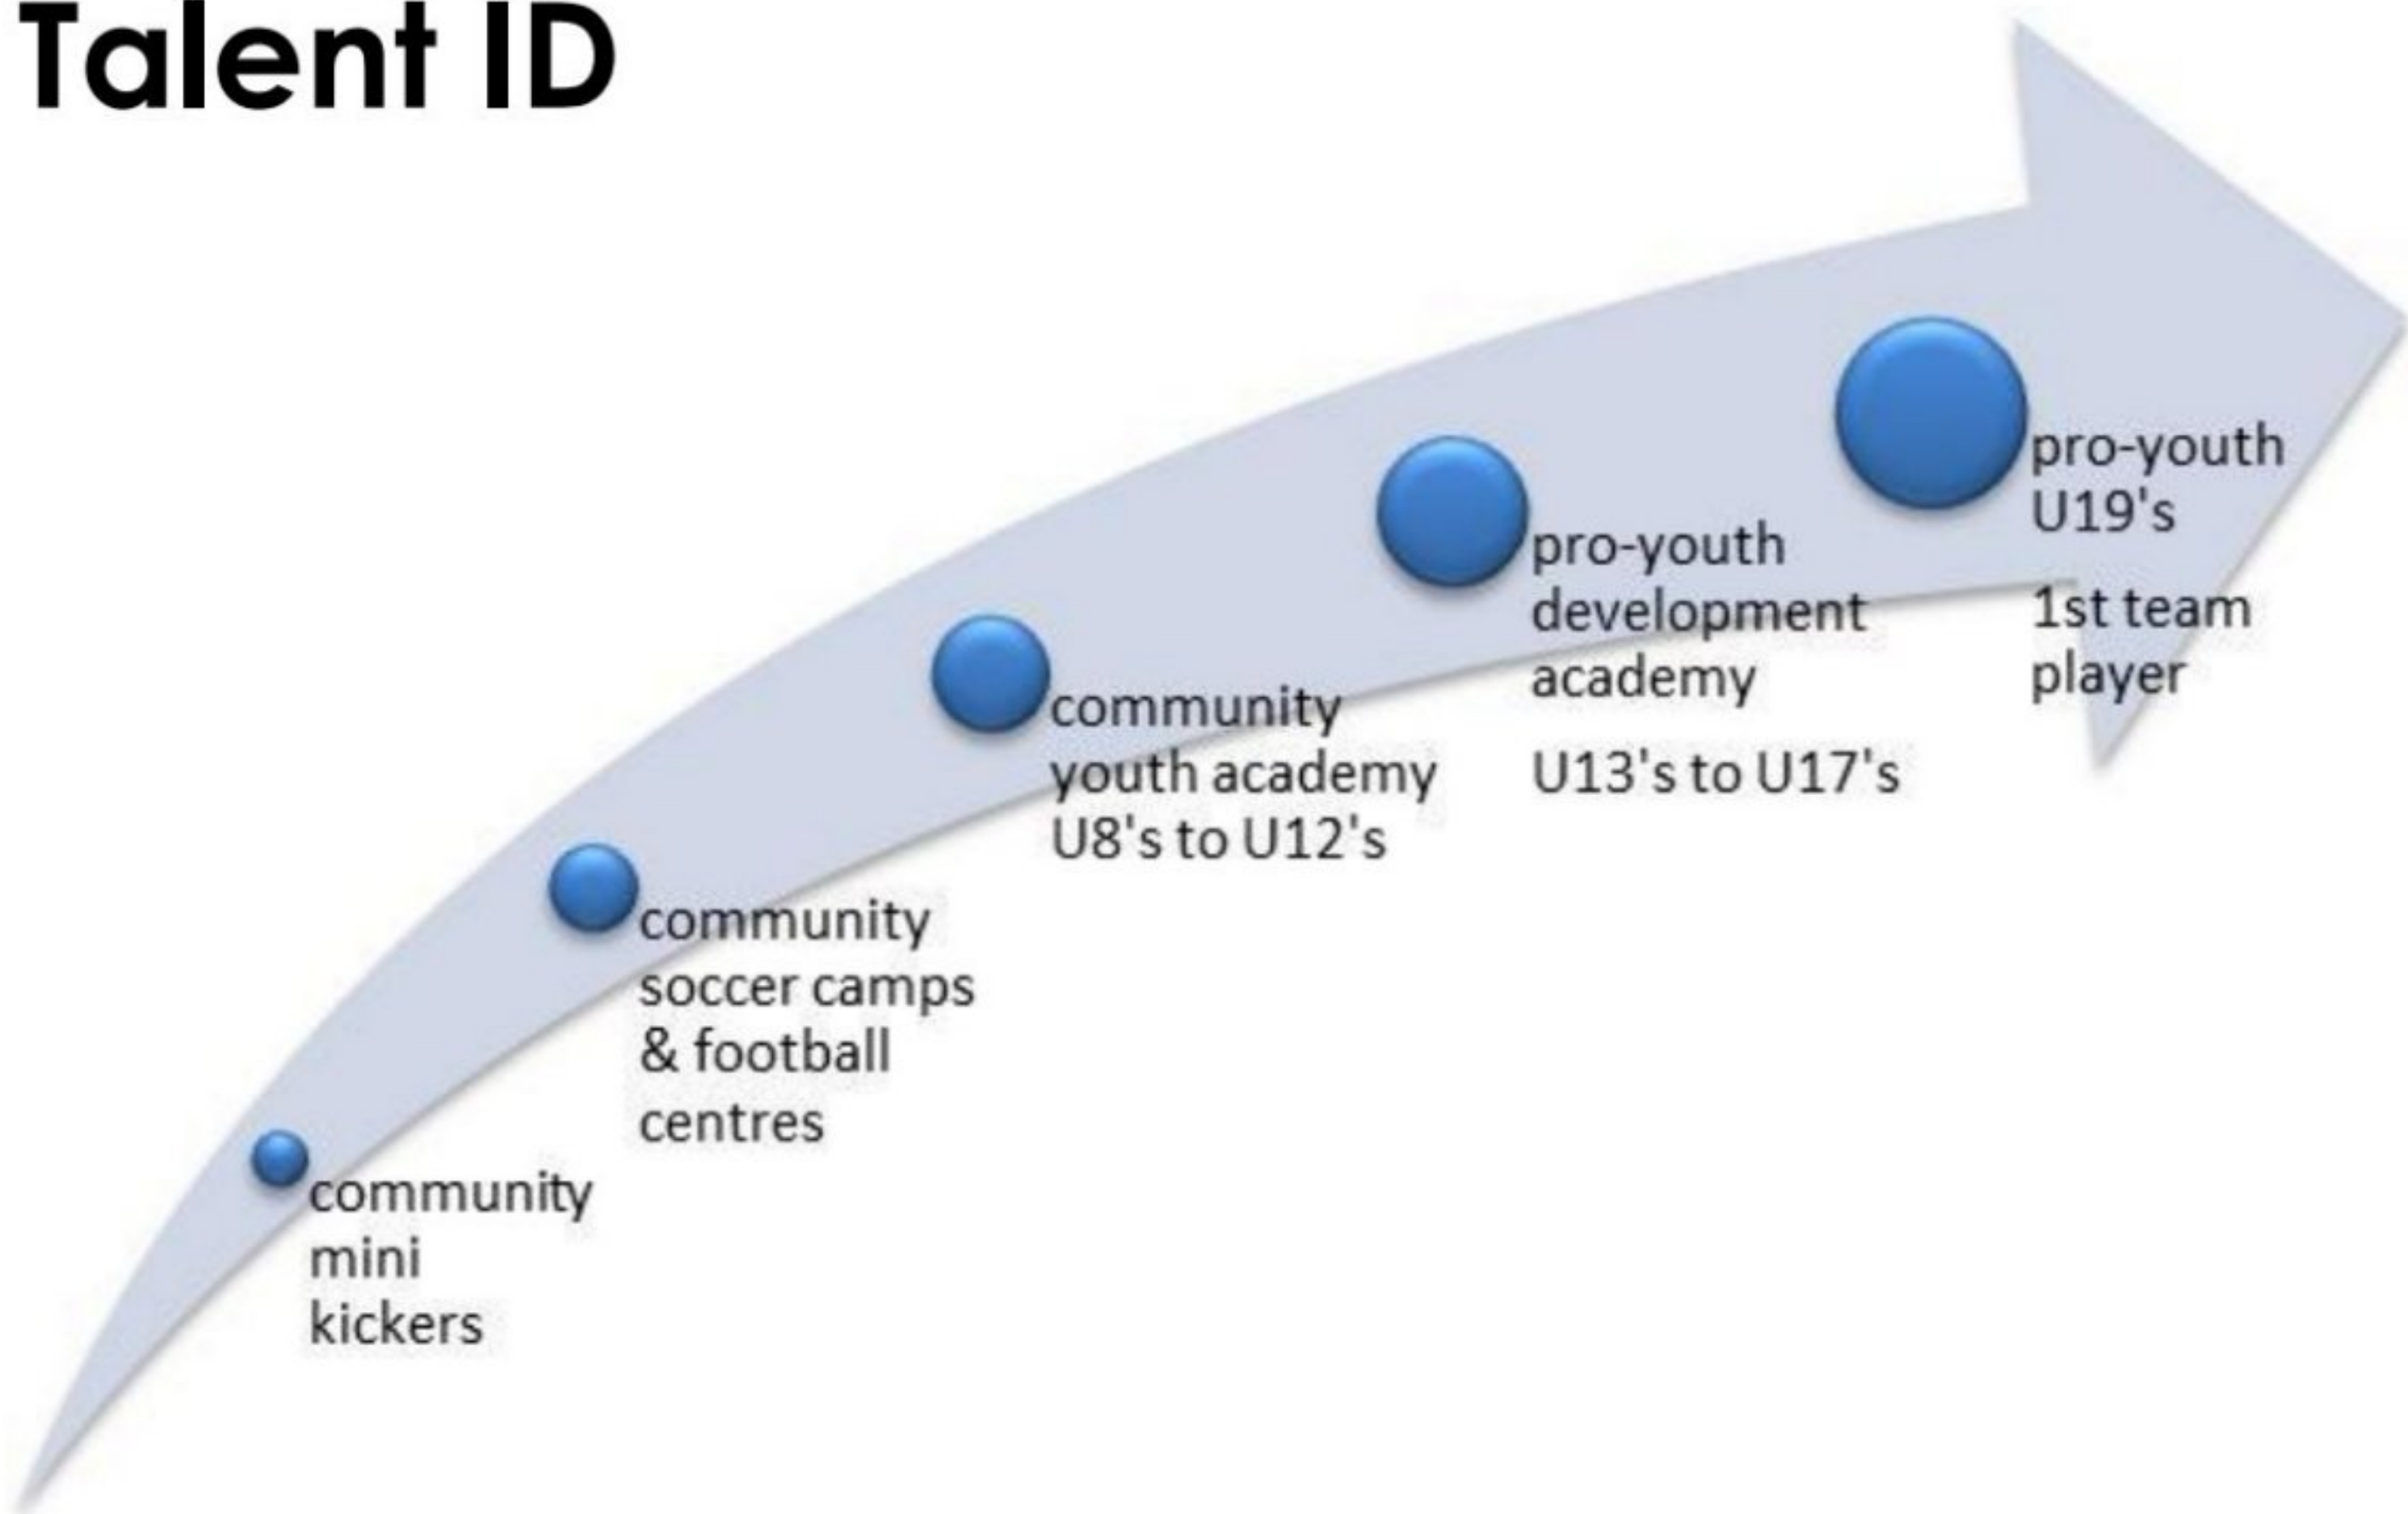 Talent ID
community
mini
kickers
community
soccer camps
& football
centres
community
youth academy
U8's to U12's
pro-youth
development
academy
U13's to U17's
pro-youth
U19's
1st team
player